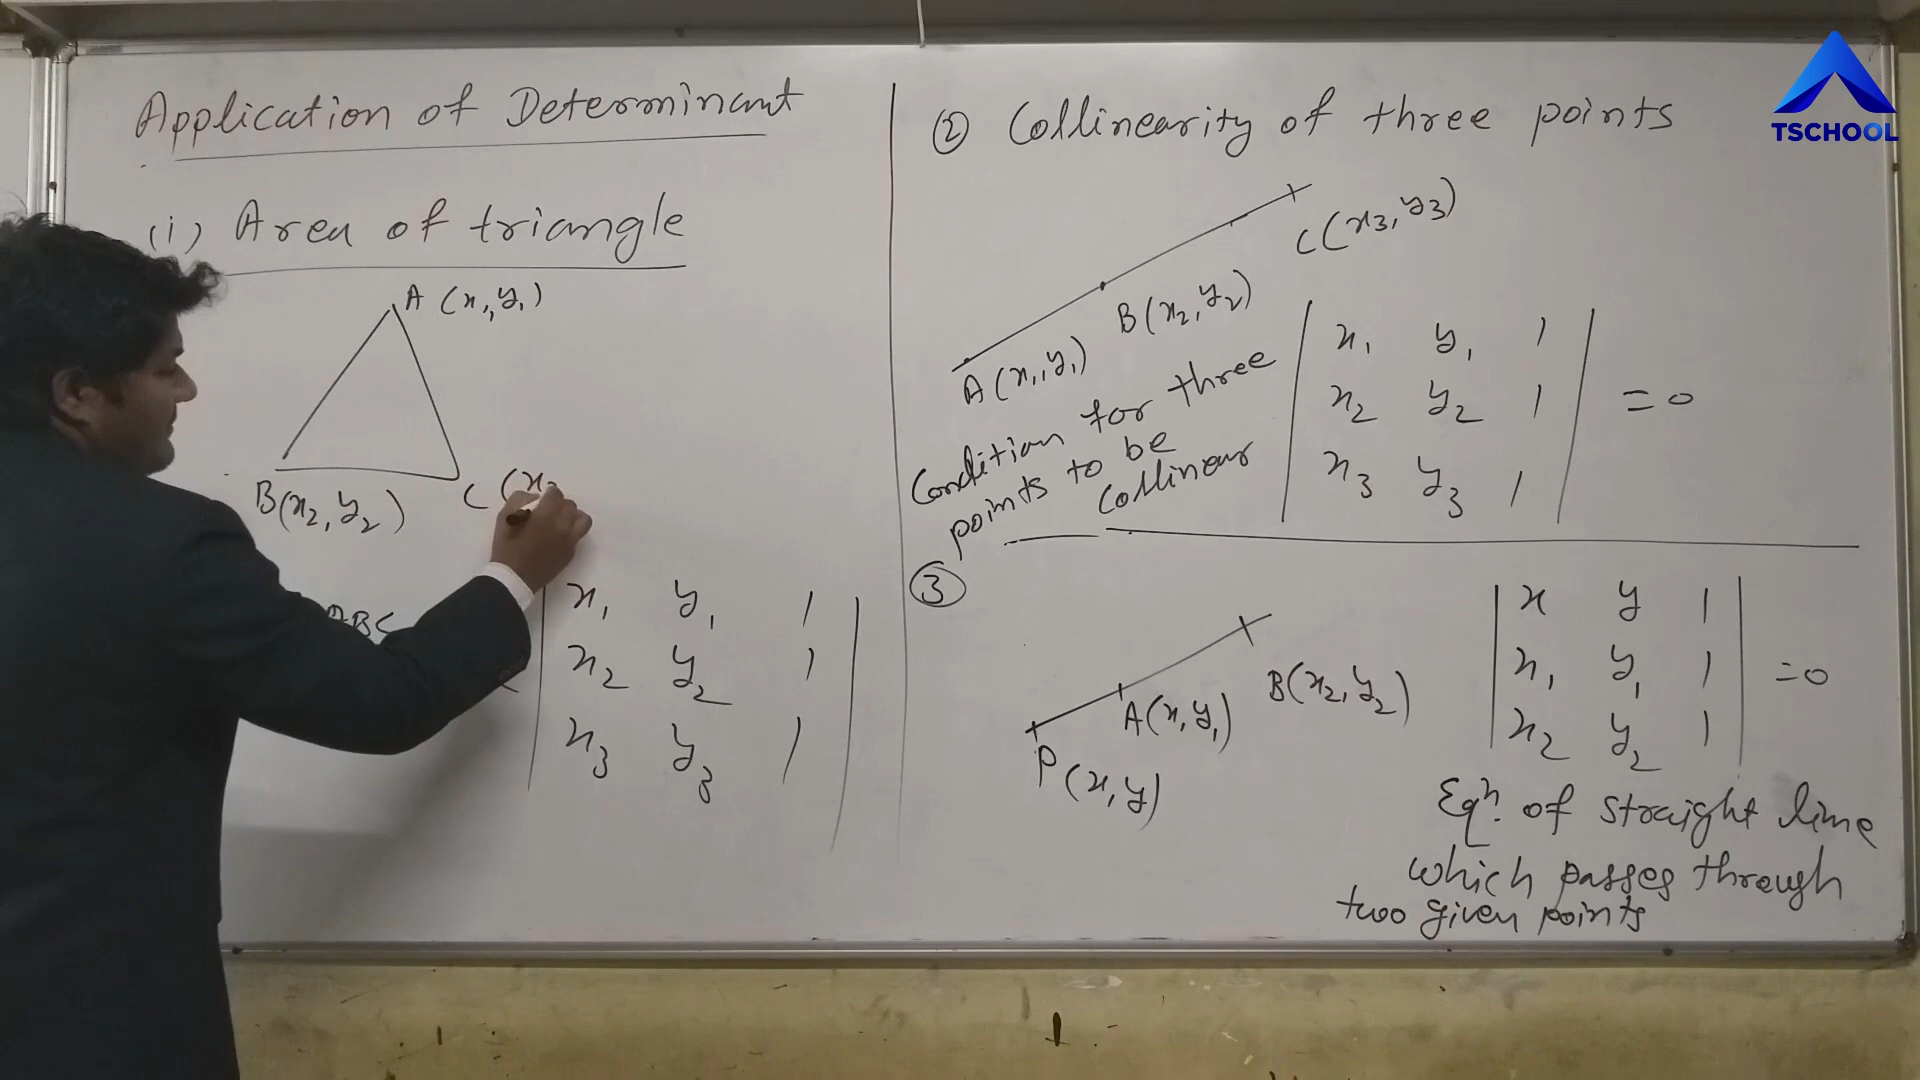 Application of Determinant
(i) Area of triangle
A (x₁, y₁)
B(x₂, y₂)
C (x₃
ABC
x₁ y₁ 1
x₂ y₂ 1
x₃ y₃ 1
② Collinearity of three points
C(x₃, y₃)
B(x₂, y₂)
A(x₁, y₁)
Condition for three
points to be
Collinear
x₁ y₁ 1
x₂ y₂ 1 = 0
x₃ y₃ 1
③
B(x₂, y₂)
A(x, y₁)
P(x, y)
x y 1
x₁ y₁ 1 = 0
x₂ y₂ 1
Eqⁿ. of straight line
which passes through
two given points
TSCHOOL